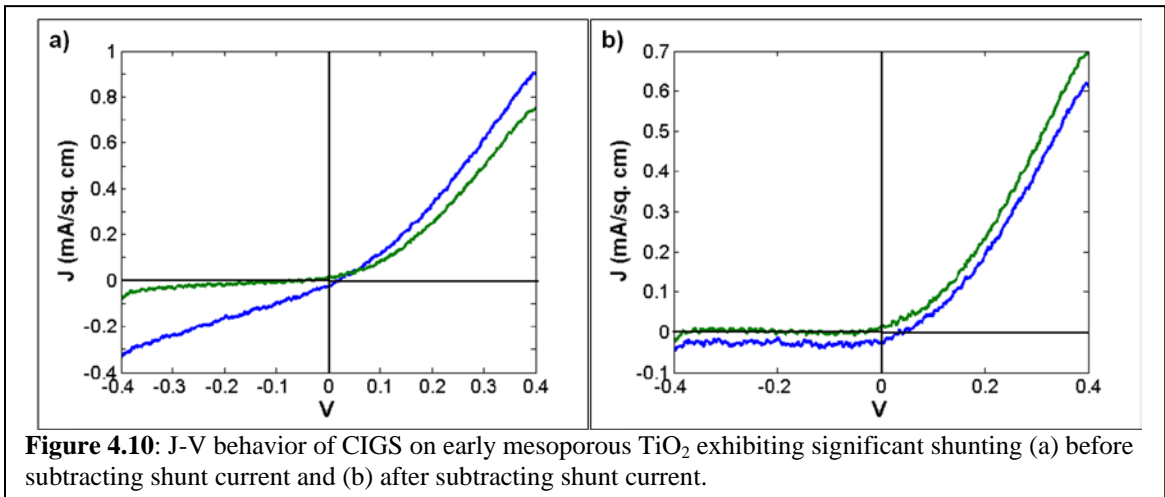 a)
1
0.8
0.6
0.4
0.2
0
-0.2
-0.4
J (mA/sq. cm)
-0.4 -0.3 -0.2 -0.1 0 0.1 0.2 0.3 0.4
V
b)
0.7
0.6
0.5
0.4
0.3
0.2
0.1
0
-0.1
J (mA/sq. cm)
-0.4 -0.2 0 0.2 0.4
V
Figure 4.10: J-V behavior of CIGS on early mesoporous TiO₂ exhibiting significant shunting (a) before
subtracting shunt current and (b) after subtracting shunt current.